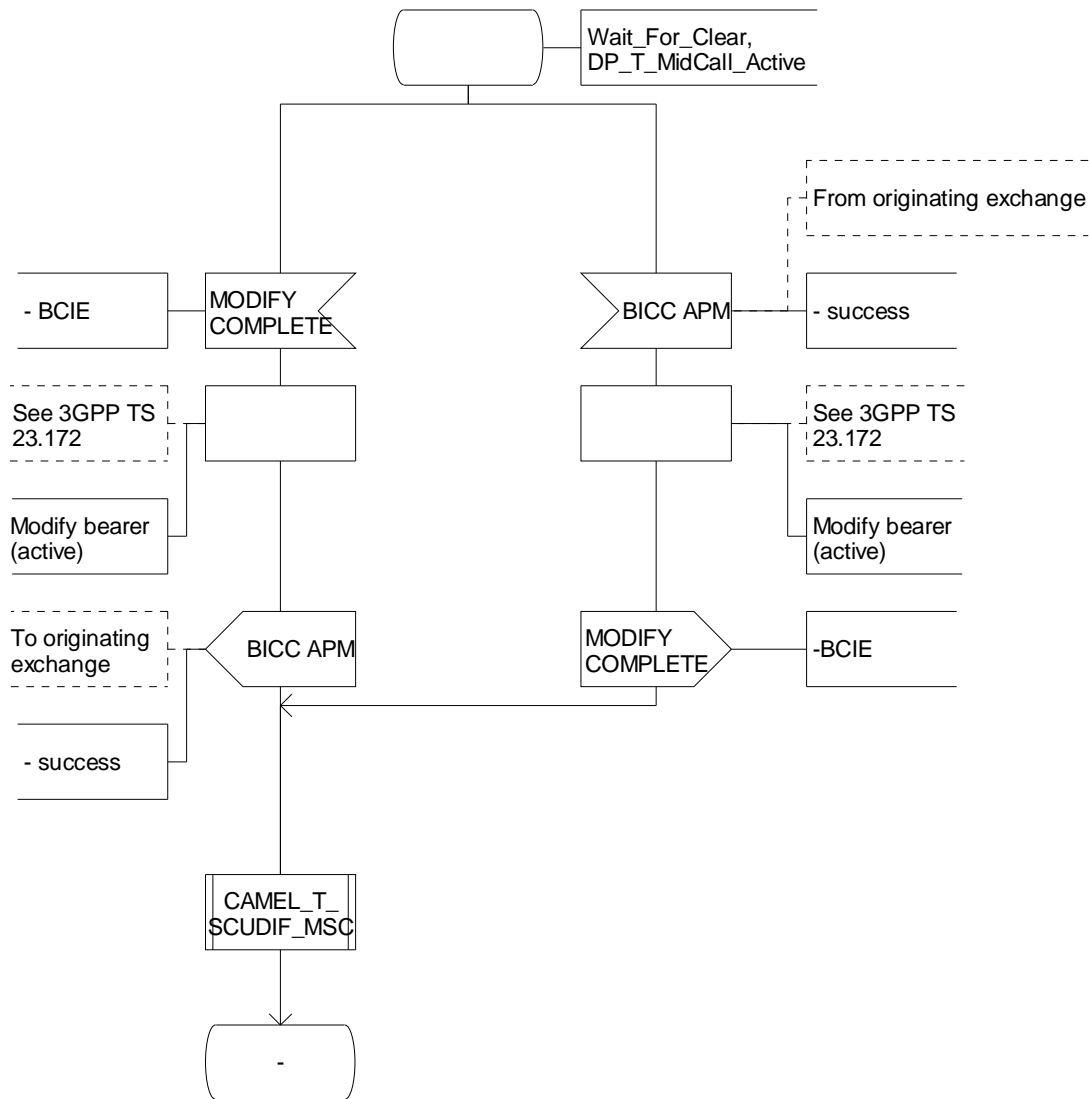 Wait_For_Clear,
DP_T_MidCall_Active
From originating exchange
- BCIE
MODIFY
COMPLETE
BICC APM
- success
See 3GPP TS
23.172
See 3GPP TS
23.172
Modify bearer
(active)
Modify bearer
(active)
To originating
exchange
BICC APM
MODIFY
COMPLETE
-BCIE
- success
CAMEL_T_
SCUDIF_MSC
-